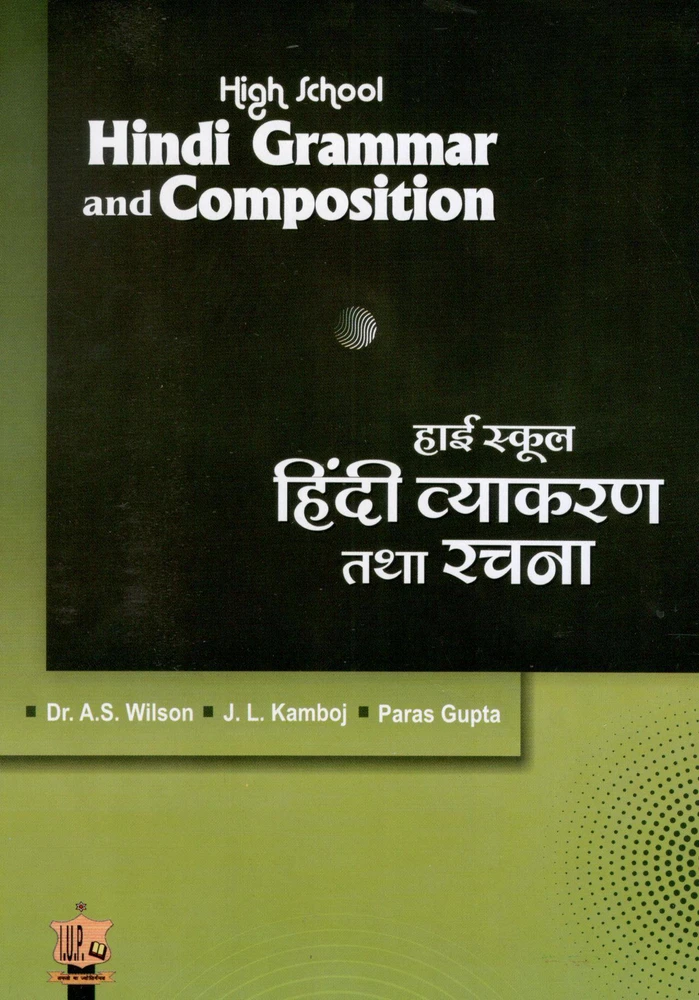 High School
Hindi Grammar
and Composition
हाई स्कूल
हिंदी व्याकरण
तथा रचना
▪ Dr. A.S. Wilson ▪ J. L. Kamboj ▪ Paras Gupta
I.U.P.